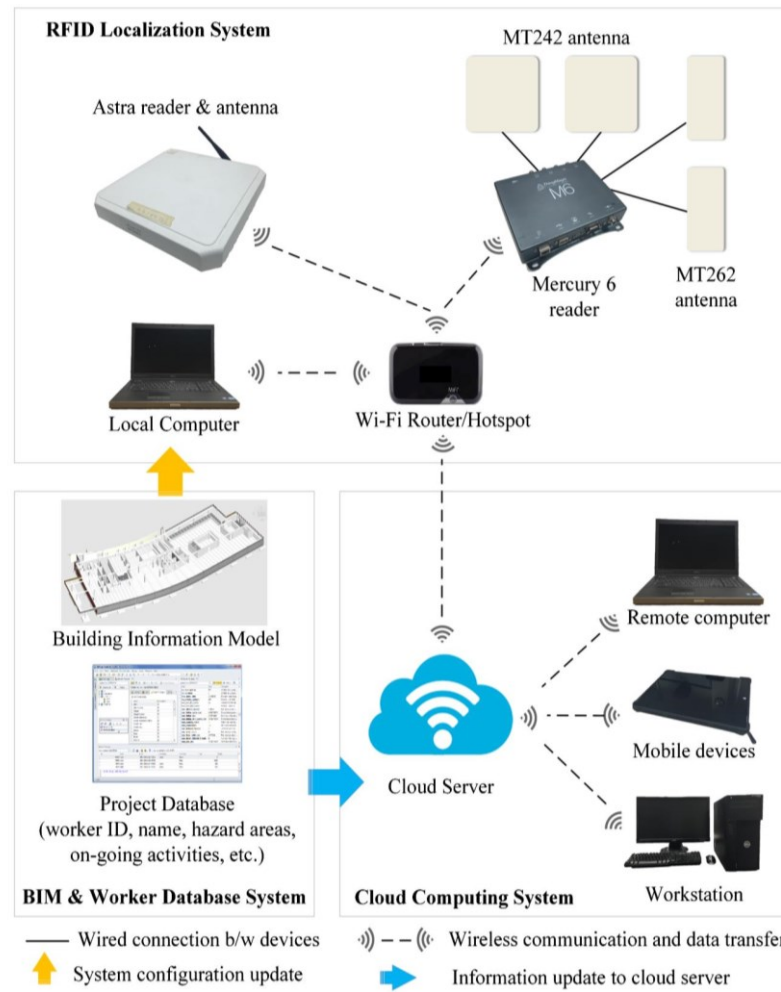 RFID Localization System
MT242 antenna
Astra reader & antenna
M6
Mercury 6
reader
MT262
antenna
Local Computer
Wi-Fi Router/Hotspot
Building Information Model
Remote computer
Mobile devices
Cloud Server
Project Database
(worker ID, name, hazard areas,
on-going activities, etc.)
Workstation
BIM & Worker Database System
Cloud Computing System
Wired connection b/w devices
Wireless communication and data transfer
System configuration update
Information update to cloud server